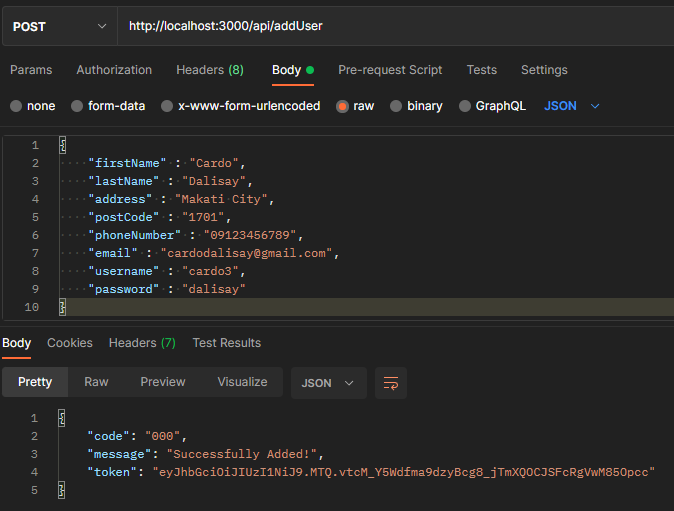 POST http://localhost:3000/api/addUser
Params Authorization Headers (8) Body Pre-request Script Tests Settings
none form-data x-www-form-urlencoded raw binary GraphQL JSON
1 {
2 "firstName" : "Cardo",
3 "lastName" : "Dalisay",
4 "address" : "Makati City",
5 "postCode" : "1701",
6 "phoneNumber" : "09123456789",
7 "email" : "cardodalisay@gmail.com",
8 "username" : "cardo3",
9 "password" : "dalisay"
10 }
Body Cookies Headers (7) Test Results
Pretty Raw Preview Visualize JSON
1 {
2 "code": "000",
3 "message": "Successfully Added!",
4 "token": "eyJhbGciOiJIUzI1NiJ9.MTQ.vtcM_Y5Wdfma9dzyBcg8_jTmXQOCJSFcRgVwM85Opcc"
5 }